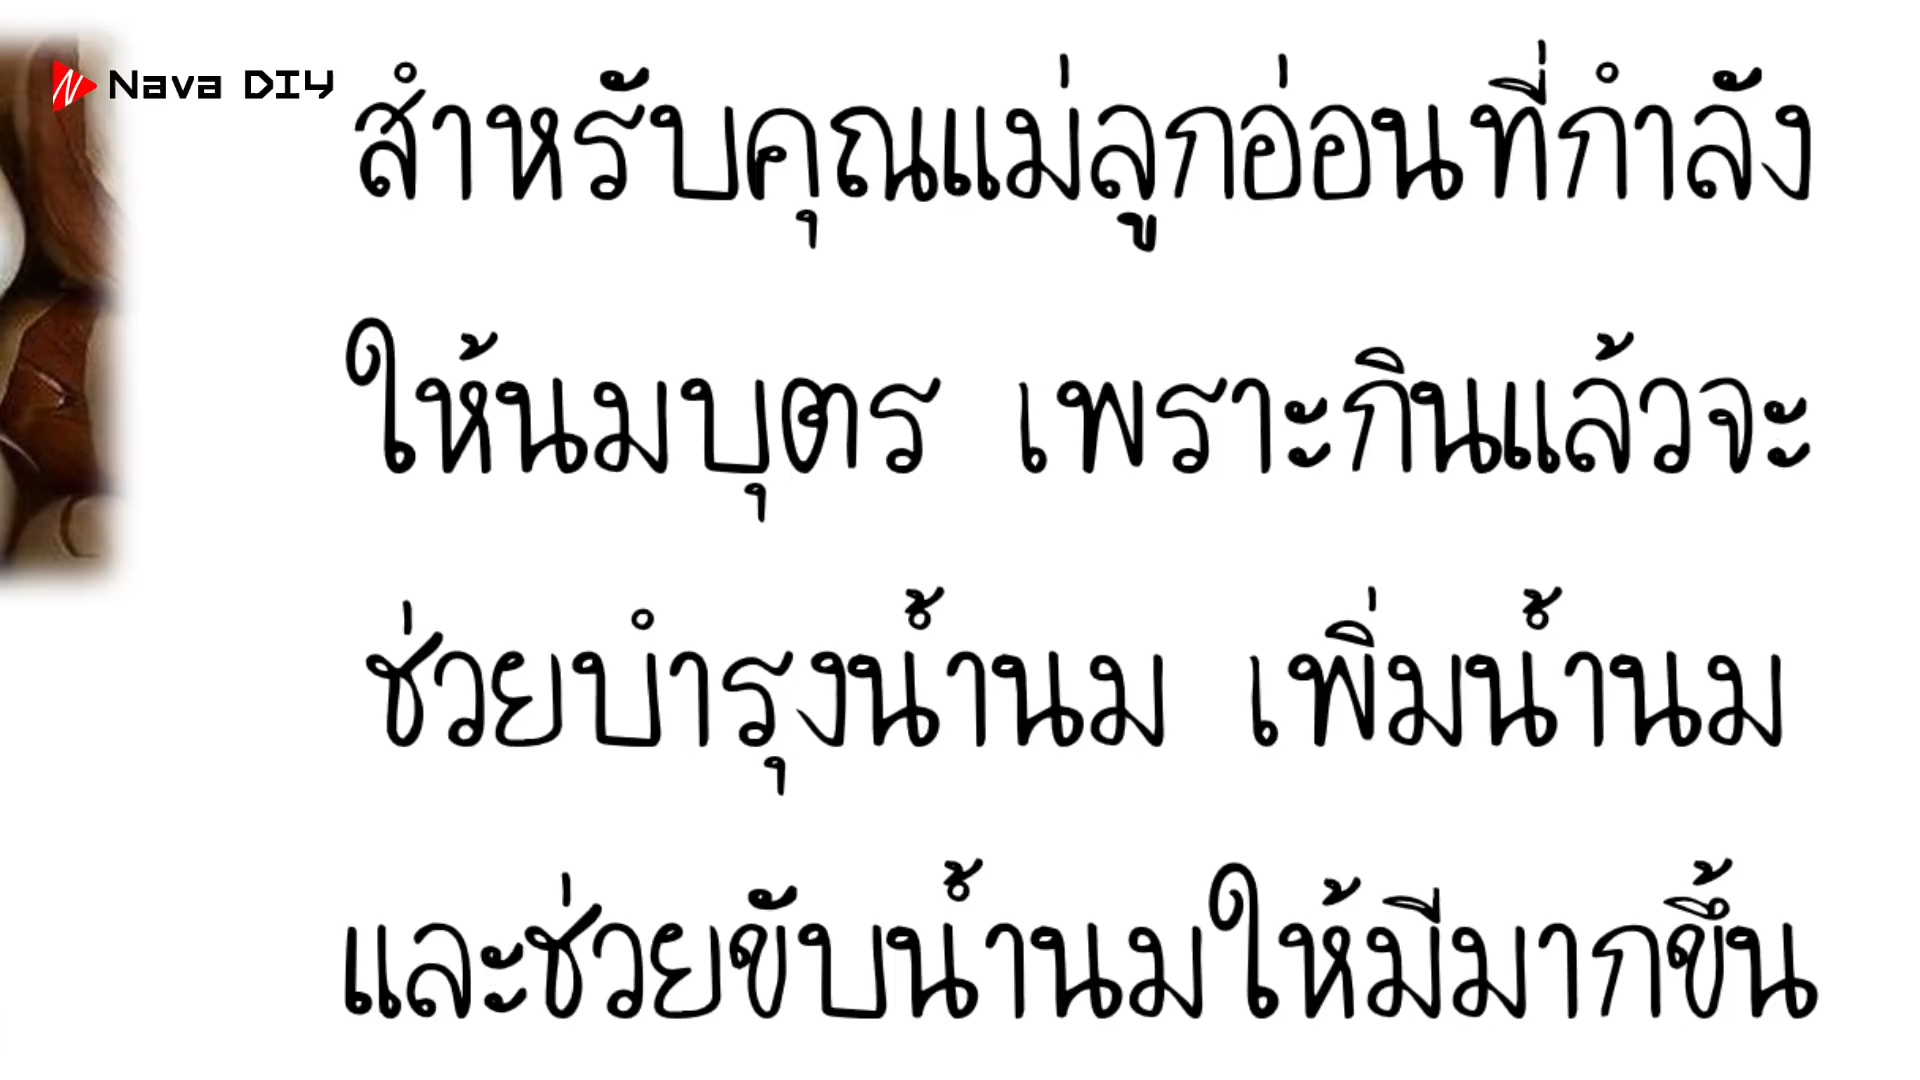 Nava DIY
สำหรับคุณแม่ลูกอ่อนที่กำลัง
ให้นมบุตร เพราะกินแล้วจะ
ช่วยบำรุงน้ำนม เพิ่มน้ำนม
และช่วยขับน้ำนมให้มีมากขึ้น